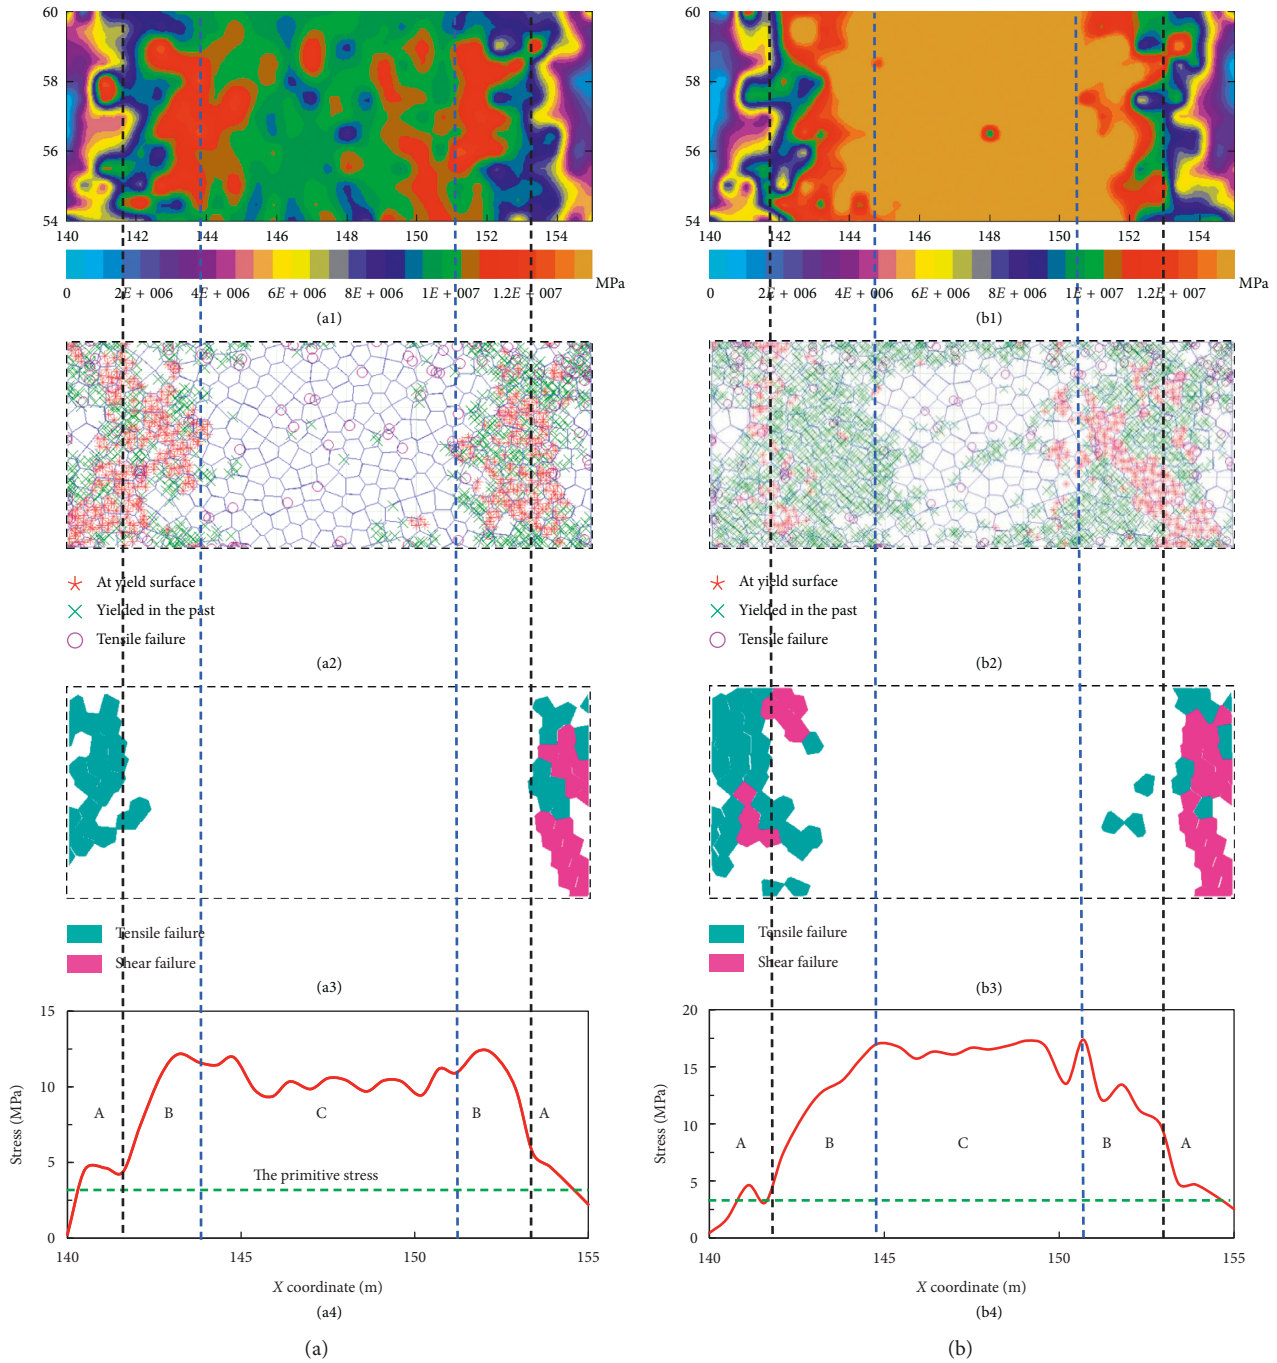 60
58
56
54
140 142 144 146 148 150 152 154
0 2E + 006 4E + 006 6E + 006 8E + 006 1E + 007 1.2E + 007
MPa
(a1)
At yield surface
Yielded in the past
Tensile failure
(a2)
Tensile failure
Shear failure
(a3)
15
10
5
0
Stress (MPa)
A B C B A
The primitive stress
140 145 150 155
X coordinate (m)
(a4)
(a)
60
58
56
54
140 142 144 146 148 150 152 154
0 2E + 006 4E + 006 6E + 006 8E + 006 1E + 007 1.2E + 007
MPa
(b1)
At yield surface
Yielded in the past
Tensile failure
(b2)
Tensile failure
Shear failure
(b3)
20
15
10
5
0
Stress (MPa)
A B C B A
140 145 150 155
X coordinate (m)
(b4)
(b)